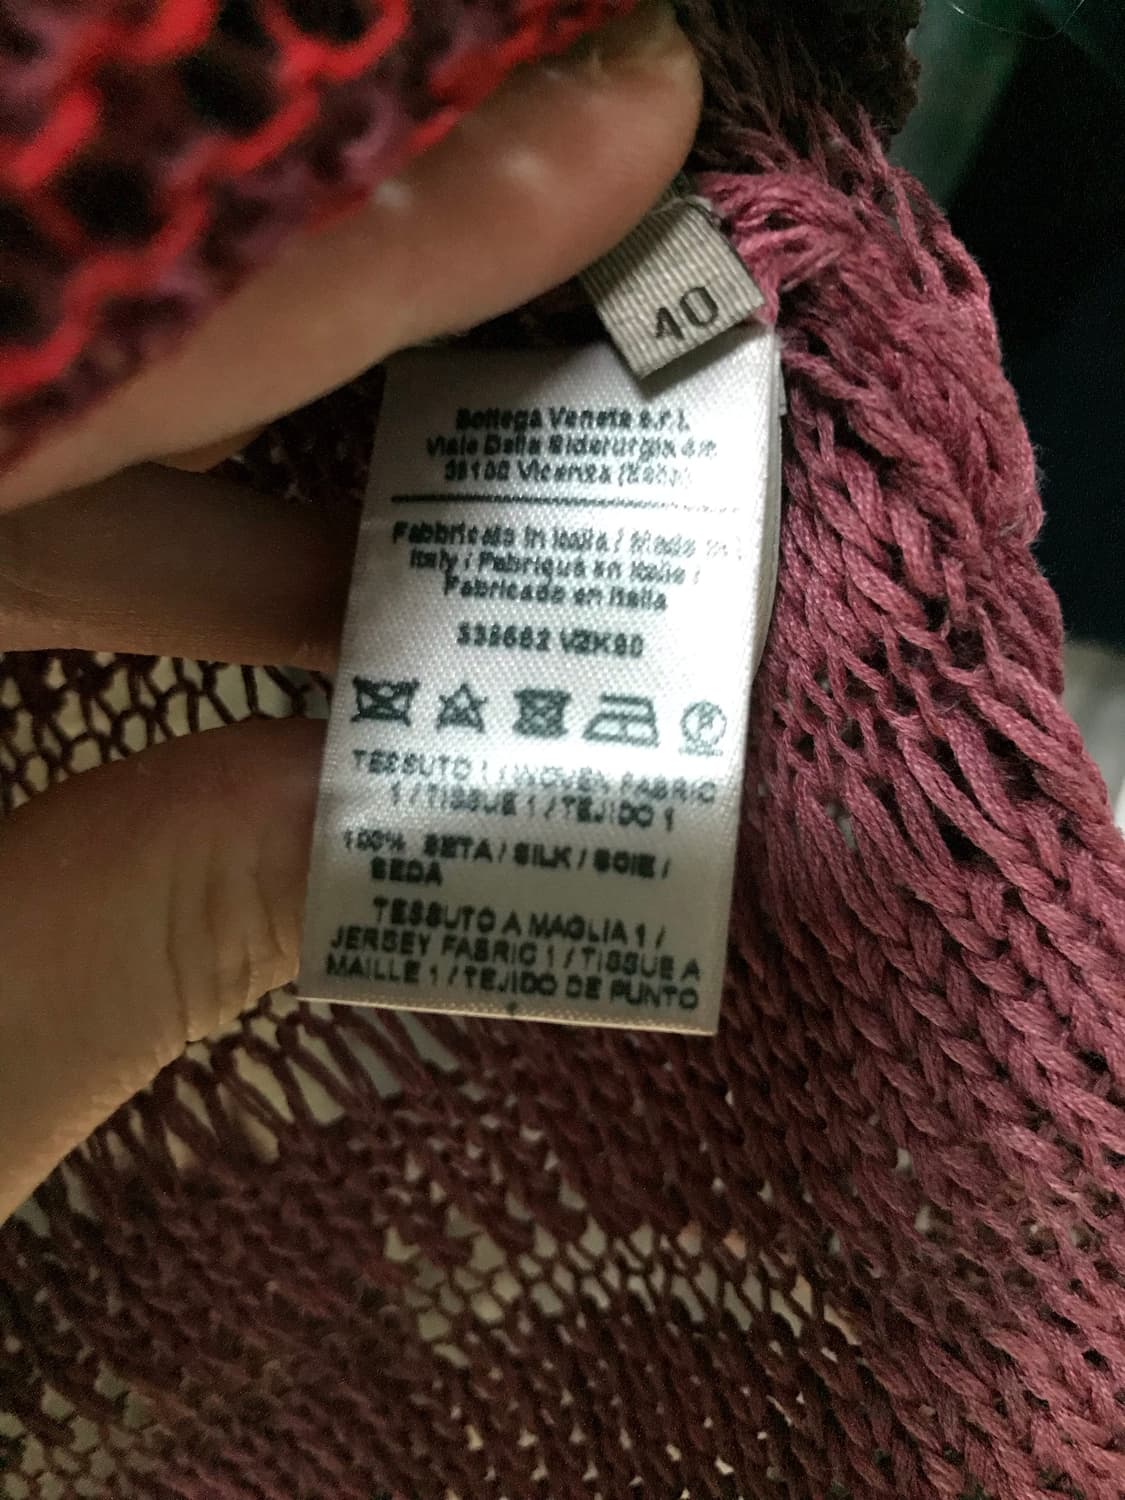 40
Bottega Veneta s.r.l.
Viale Della Siderurgia
Vicenza (Italia)
Fabbricato in Italia / Made in
Italy / Fabriqué en Italie /
Fabricado en Italia
TESSUTO 1 / WOVEN FABRIC
1 / TISSUE 1 / TEJIDO 1
100% SETA / SILK / SOIE /
SEDA
TESSUTO A MAGLIA 1 /
JERSEY FABRIC 1 / TISSUE A
MAILLE 1 / TEJIDO DE PUNTO